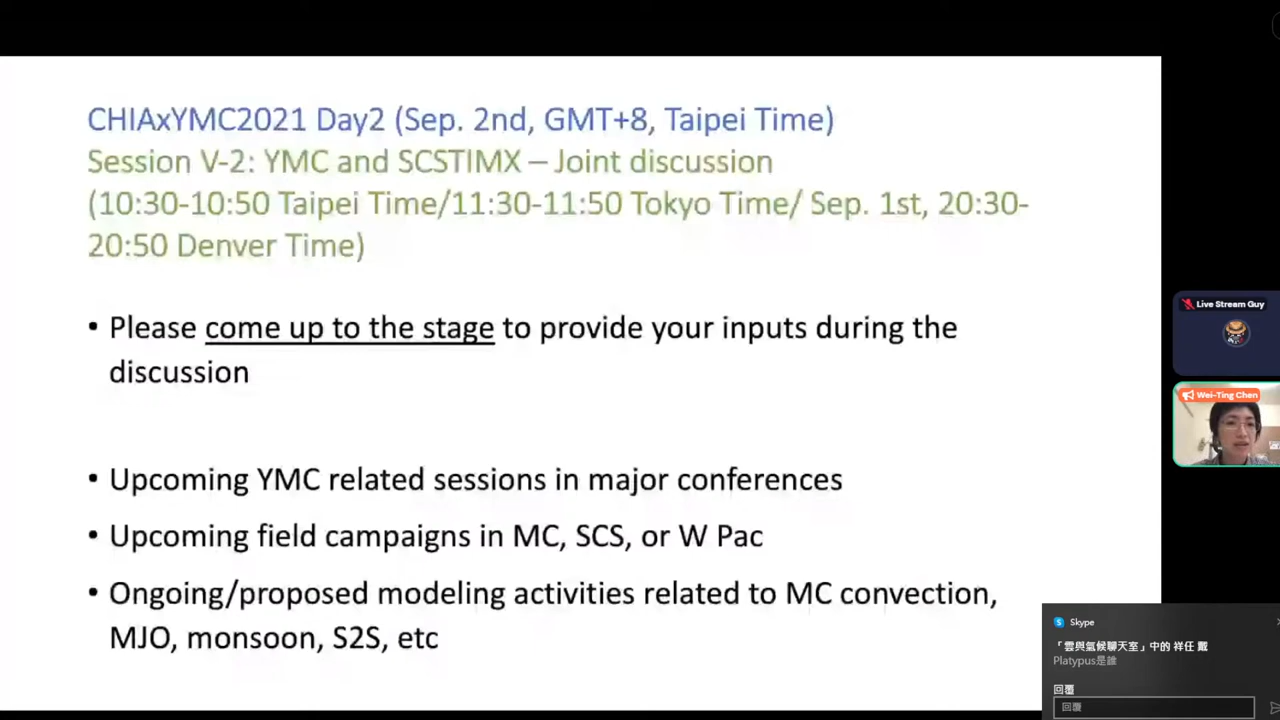 CHIAxYMC2021 Day2 (Sep. 2nd, GMT+8, Taipei Time)
Session V-2: YMC and SCSTIMX – Joint discussion
(10:30-10:50 Taipei Time/11:30-11:50 Tokyo Time/ Sep. 1st, 20:30-
20:50 Denver Time)
• Please come up to the stage to provide your inputs during the
discussion
• Upcoming YMC related sessions in major conferences
• Upcoming field campaigns in MC, SCS, or W Pac
• Ongoing/proposed modeling activities related to MC convection,
MJO, monsoon, S2S, etc
Live Stream Guy
Wei-Ting Chen
Skype
「雲與氣候聊天室」中的 祥任 戴
Platypus是誰
回覆
回覆